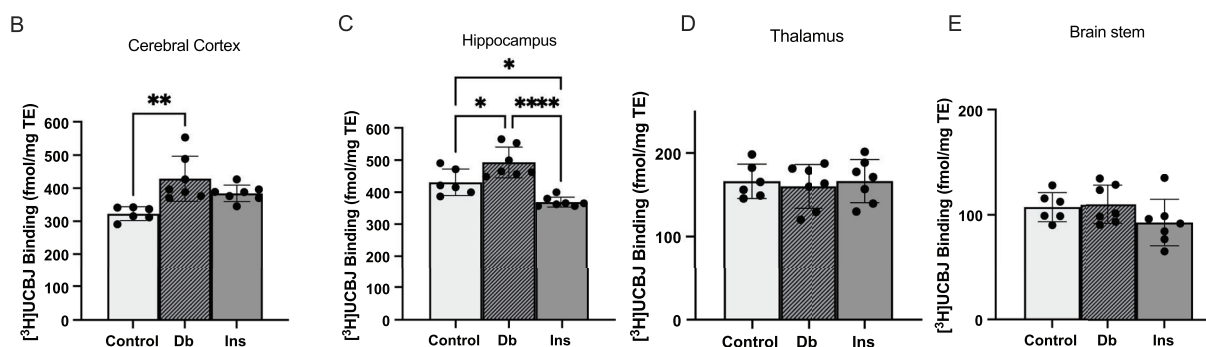 B
Cerebral Cortex
[³H]UCBJ Binding (fmol/mg TE)
600
500
400
300
200
100
0
**
Control Db Ins
C
Hippocampus
[³H]UCBJ Binding (fmol/mg TE)
600
500
400
300
200
100
0
*
* ****
Control Db Ins
D
Thalamus
[³H]UCBJ Binding (fmol/mg TE)
200
100
0
Control Db Ins
E
Brain stem
[³H]UCBJ Binding (fmol/mg TE)
200
100
0
Control Db Ins